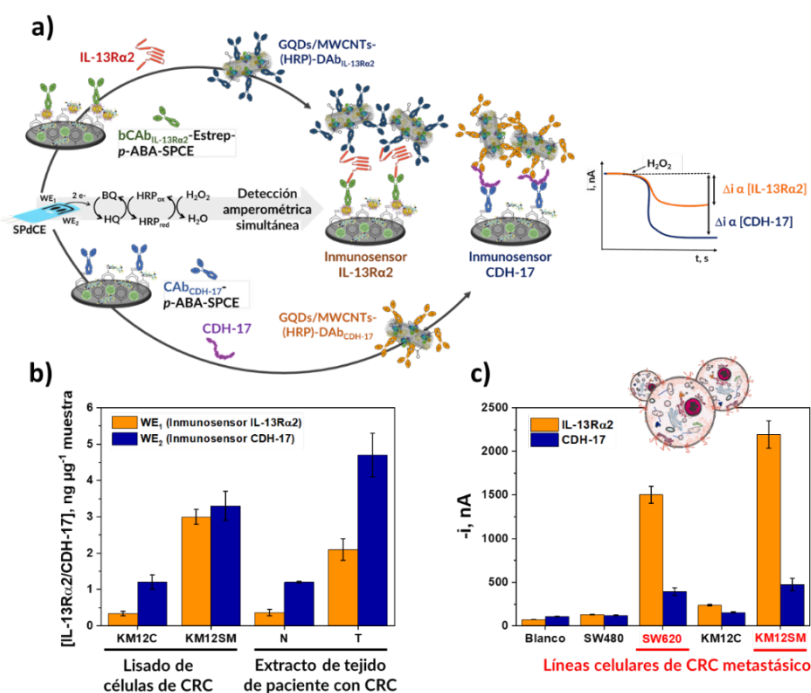 a)
IL-13Rα2
GQDs/MWCNTs-
(HRP)-DAb_IL-13Rα2
bCAb_IL-13Rα2-Estrep-
p-ABA-SPCE
WE1
2 e-
BQ
HRPox
H2O2
HQ
HRPred
H2O
WE2
SPdCE
Detección
amperométrica
simultánea
Inmunosensor
IL-13Rα2
Inmunosensor
CDH-17
i, nA
H2O2
Δi α [IL-13Rα2]
Δi α [CDH-17]
t, s
CAb_CDH-17-
p-ABA-SPCE
CDH-17
GQDs/MWCNTs-
(HRP)-DAb_CDH-17
b)
[IL-13Rα2/CDH-17], ng µg⁻¹ muestra
6
5
4
3
2
1
0
WE1 (Inmunosensor IL-13Rα2)
WE2 (Inmunosensor CDH-17)
KM12C
KM12SM
N
T
Lisado de
células de CRC
Extracto de tejido
de paciente con CRC
c)
-i, nA
2500
2000
1500
1000
500
0
IL-13Rα2
CDH-17
Blanco
SW480
SW620
KM12C
KM12SM
Líneas celulares de CRC metastásico